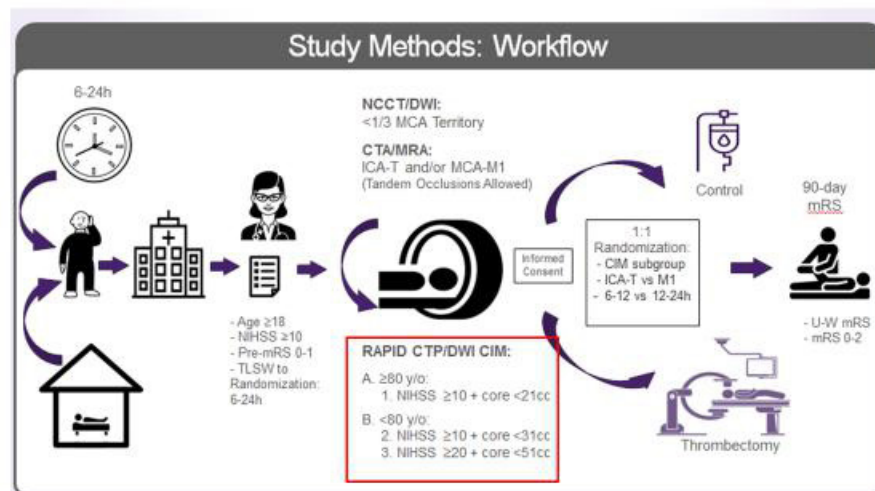 Study Methods: Workflow
6-24h
- Age ≥18
- NIHSS ≥10
- Pre-mRS 0-1
- TLSW to
Randomization:
6-24h
NCCT/DWI:
<1/3 MCA Territory
CTA/MRA:
ICA-T and/or MCA-M1
(Tandem Occlusions Allowed)
RAPID CTP/DWI CIM:
A. ≥80 y/o:
1. NIHSS ≥10 + core <21cc
B. <80 y/o:
2. NIHSS ≥10 + core <31cc
3. NIHSS ≥20 + core <51cc
Informed
Consent
Control
1:1
Randomization:
- CIM subgroup
- ICA-T vs M1
- 6-12 vs 12-24h
Thrombectomy
90-day
mRS
- U-W mRS
- mRS 0-2